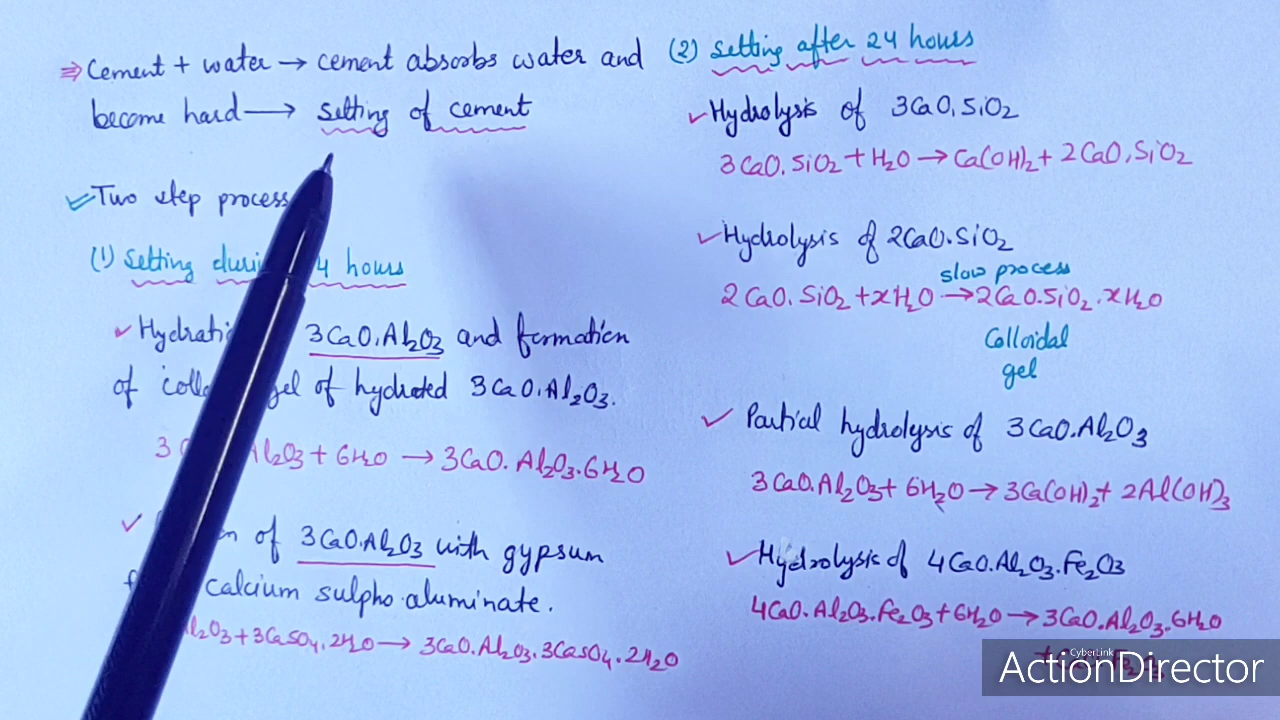 ⇒ Cement + water → cement absorbs water and
become hard → setting of cement
Two step process
(1) Setting 4 hours
3CaO.Al2O3 and formation
of gel of hydrated 3CaO.Al2O3.
3 Al2O3 + 6H2O → 3CaO.Al2O3.6H2O
of 3CaO.Al2O3 with gypsum
calcium sulpho.aluminate.
Al2O3 + 3CaSO4.2H2O → 3CaO.Al2O3.3CaSO4.2H2O
(2) Setting after 24 hours
Hydrolysis of 3CaO.SiO2
3CaO.SiO2 + H2O → Ca(OH)2 + 2CaO.SiO2
Hydrolysis of 2CaO.SiO2
slow process
2CaO.SiO2 + xH2O → 2CaO.SiO2.xH2O
Colloidal
gel
Partial hydrolysis of 3CaO.Al2O3
3CaO.Al2O3 + 6H2O → 3Ca(OH)2 + 2Al(OH)3
Hydrolysis of 4CaO.Al2O3.Fe2O3
4CaO.Al2O3.Fe2O3 + 6H2O → 3CaO.Al2O3.6H2O
CyberLink
ActionDirector